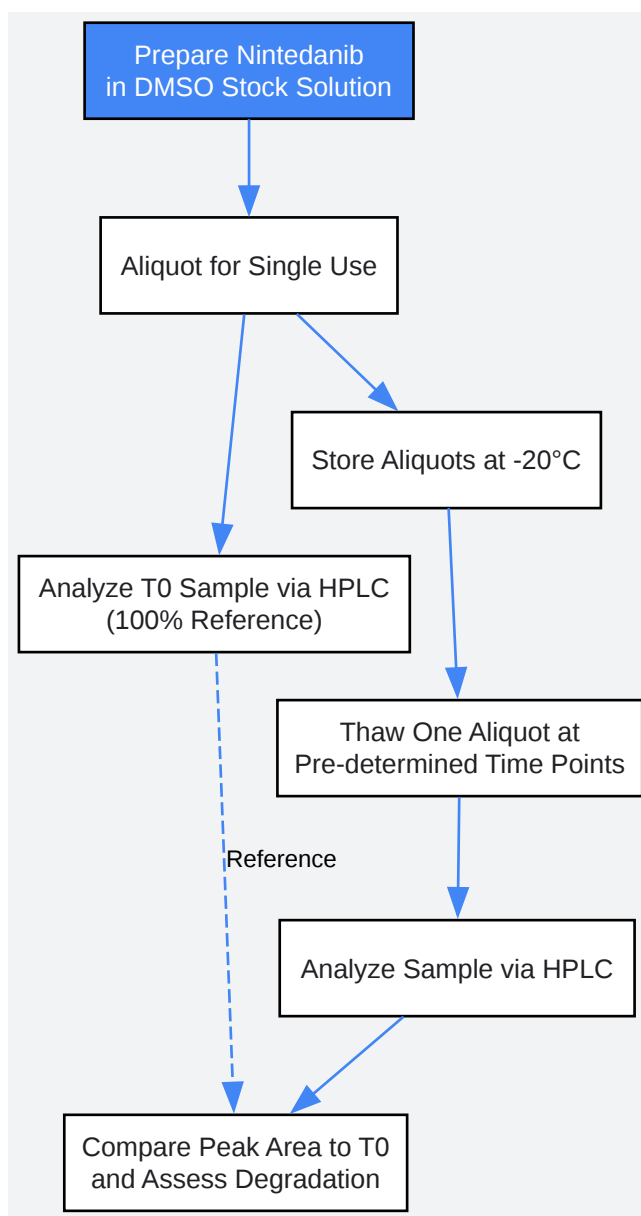 Prepare Nintedanib
in DMSO Stock Solution
Aliquot for Single Use
Store Aliquots at -20°C
Analyze T0 Sample via HPLC
(100% Reference)
Thaw One Aliquot at
Pre-determined Time Points
Reference
Analyze Sample via HPLC
Compare Peak Area to T0
and Assess Degradation